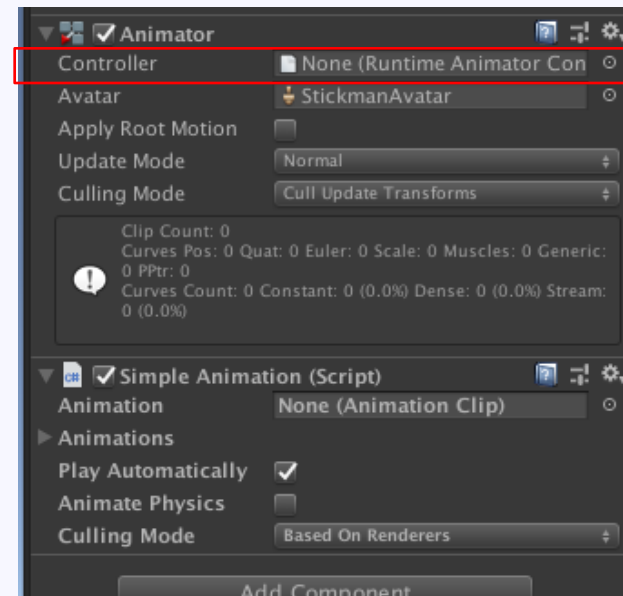 Animator
Controller None (Runtime Animator Con
Avatar StickmanAvatar
Apply Root Motion
Update Mode Normal
Culling Mode Cull Update Transforms
Clip Count: 0
Curves Pos: 0 Quat: 0 Euler: 0 Scale: 0 Muscles: 0 Generic:
0 PPtr: 0
Curves Count: 0 Constant: 0 (0.0%) Dense: 0 (0.0%) Stream:
0 (0.0%)
C# Simple Animation (Script)
Animation None (Animation Clip)
Animations
Play Automatically
Animate Physics
Culling Mode Based On Renderers
Add Component